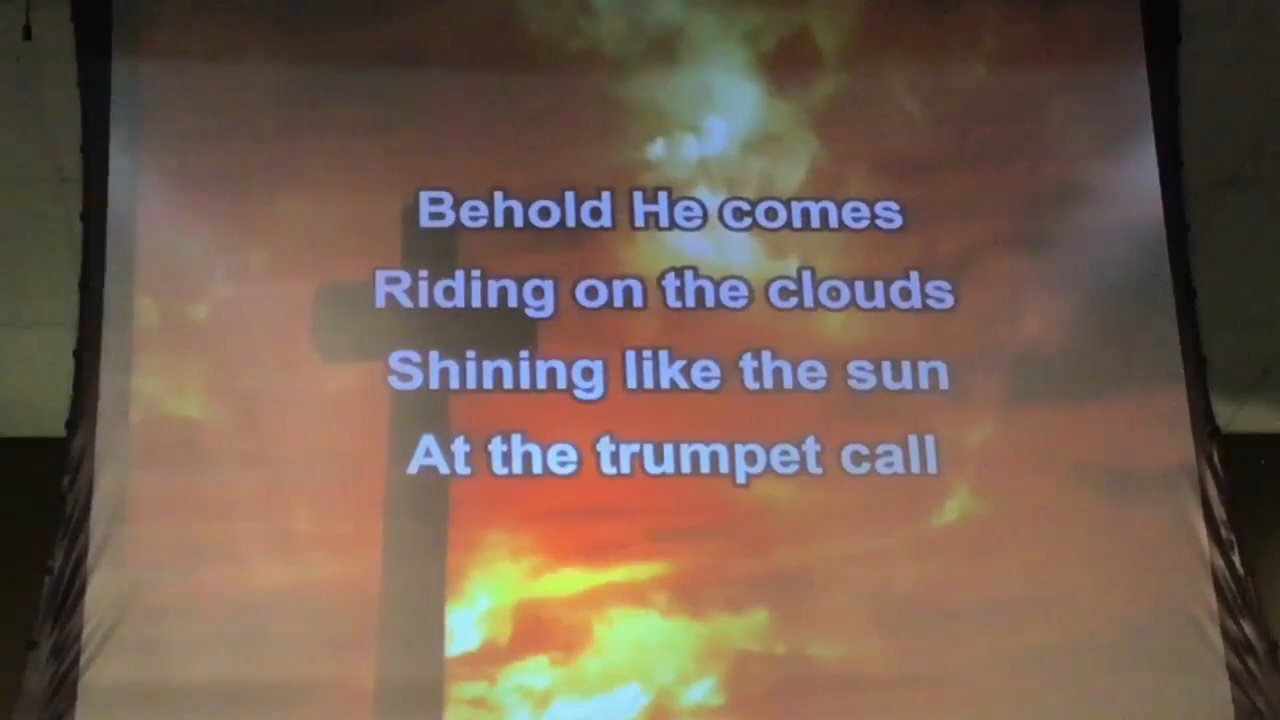 Behold He comes
Riding on the clouds
Shining like the sun
At the trumpet call